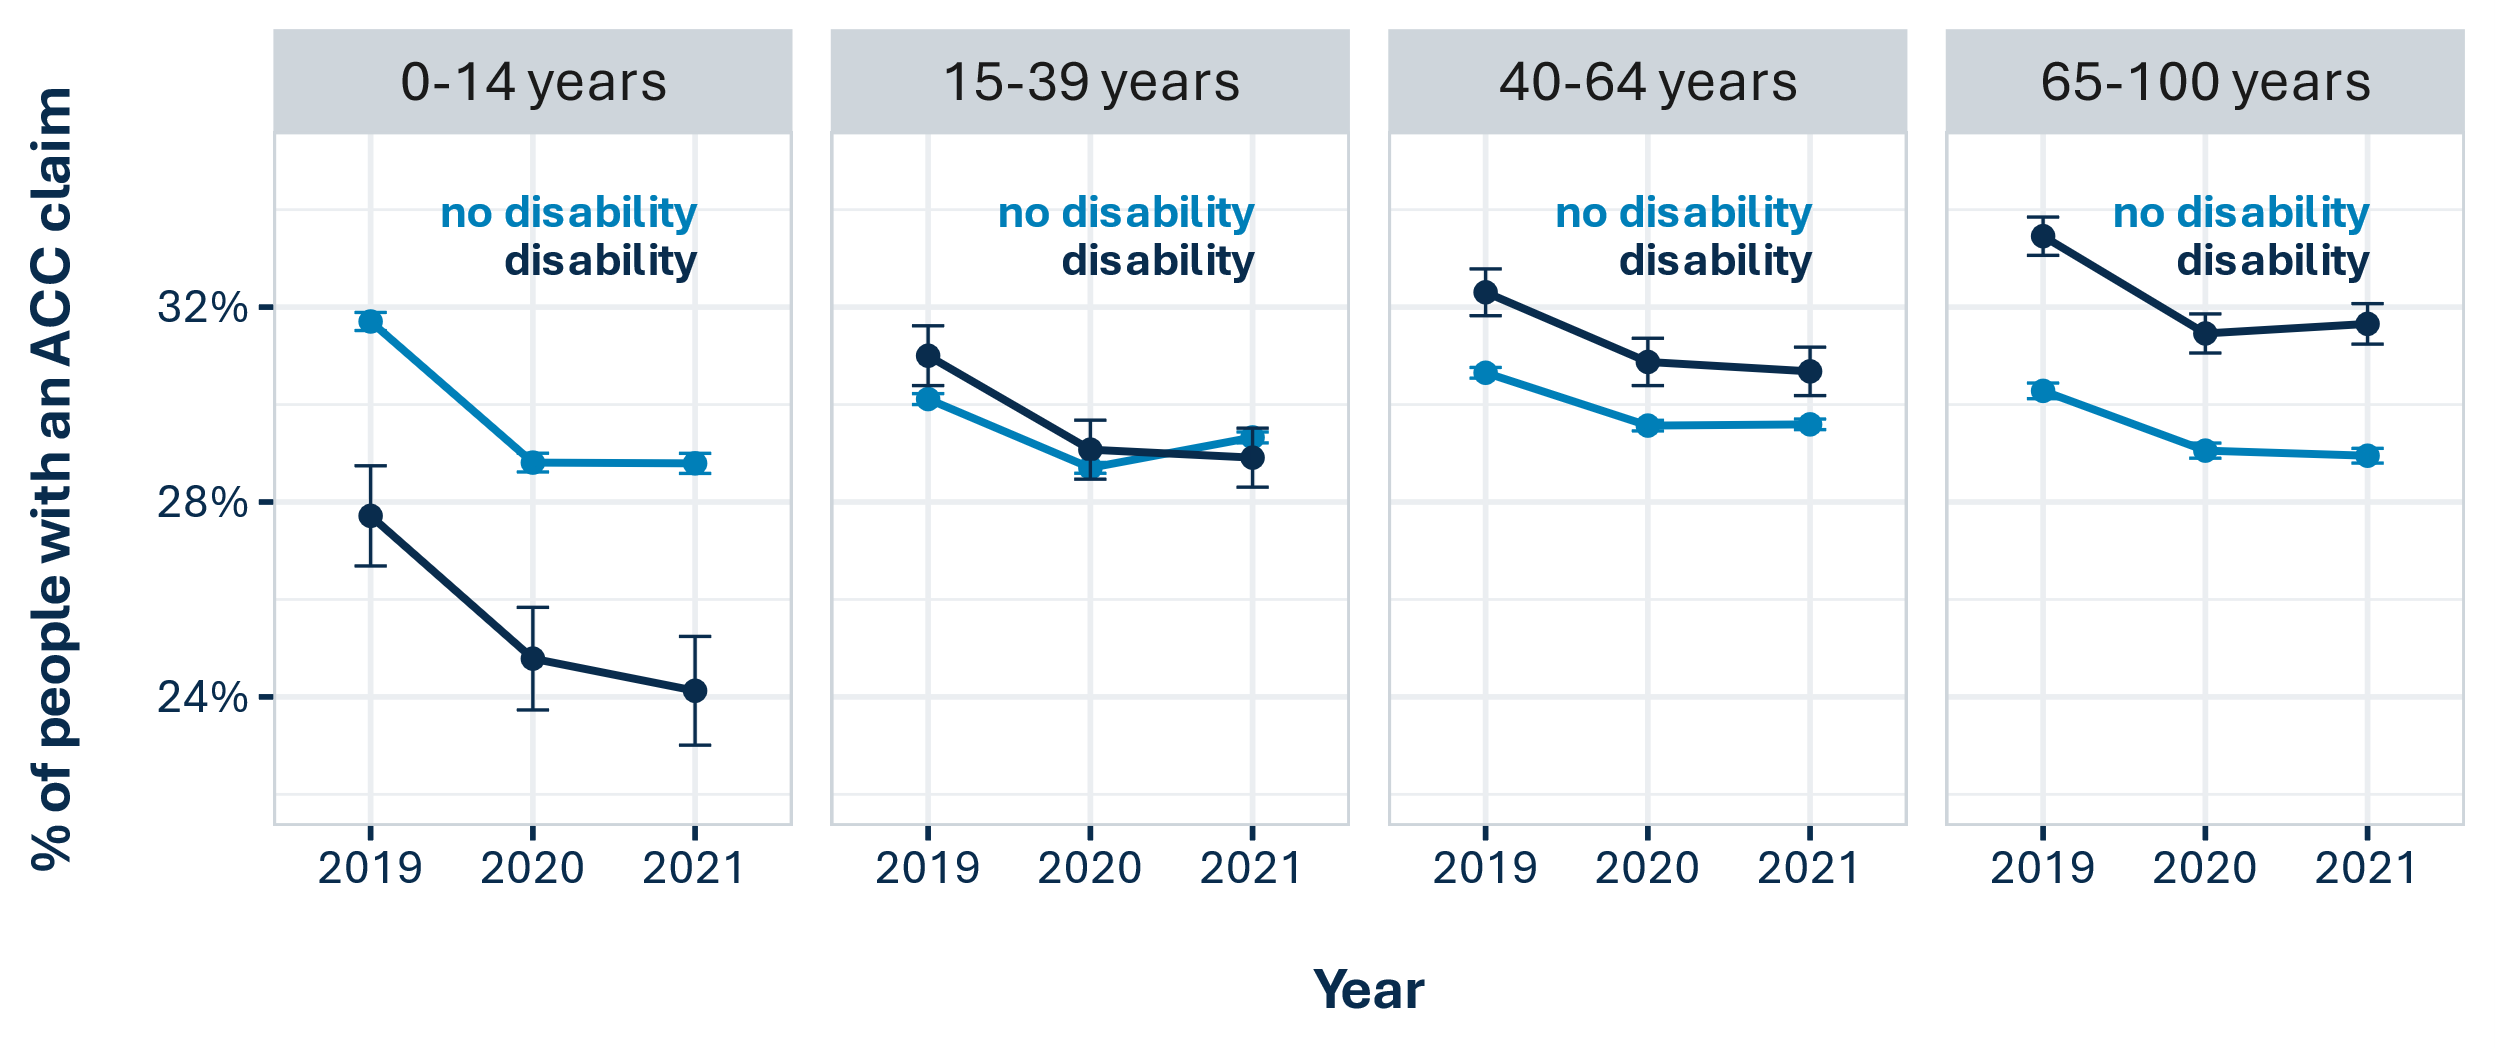 % of people with an ACC claim
0-14 years
15-39 years
40-64 years
65-100 years
no disability
disability
no disability
disability
no disability
disability
no disability
disability
32%
28%
24%
2019 2020 2021
2019 2020 2021
2019 2020 2021
2019 2020 2021
Year